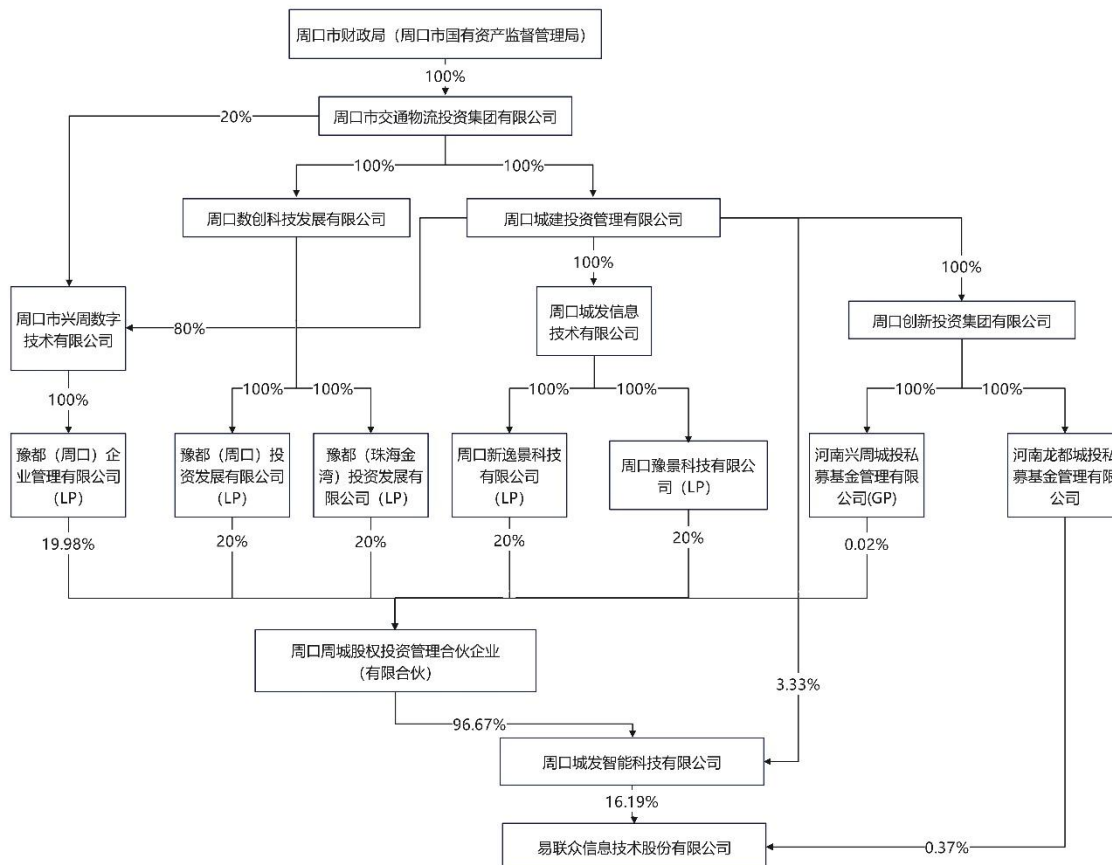 周口市财政局（周口市国有资产监督管理局）
100%
周口市交通物流投资集团有限公司
20%
100%
100%
周口数创科技发展有限公司
周口城建投资管理有限公司
100%
100%
周口市兴周数字
技术有限公司
80%
周口城发信息
技术有限公司
周口创新投资集团有限公司
100%
100%
100%
100%
100%
100%
100%
豫都（周口）企
业管理有限公司
(LP)
豫都（周口）投
资发展有限公司
（LP）
豫都（珠海金
湾）投资发展有
限公司（LP）
周口新逸景科技
有限公司
（LP）
周口豫景科技有限公
司（LP）
河南兴周城投私
募基金管理有限
公司(GP)
河南龙都城投私
募基金管理有限
公司
19.98%
20%
20%
20%
20%
0.02%
周口周城股权投资管理合伙企业
（有限合伙）
3.33%
96.67%
周口城发智能科技有限公司
16.19%
易联众信息技术股份有限公司
0.37%